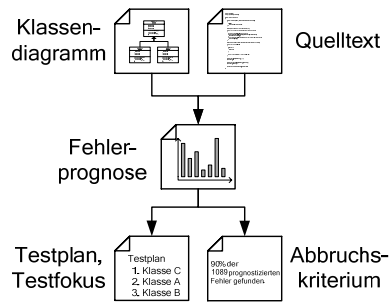 Klassen-
diagramm
Quelltext
Fehler-
prognose
Testplan,
Testfokus
Testplan
1. Klasse C
2. Klasse A
3. Klasse B
90% der
1089 prognostizierten
Fehler gefunden.
Abbruchs-
kriterium